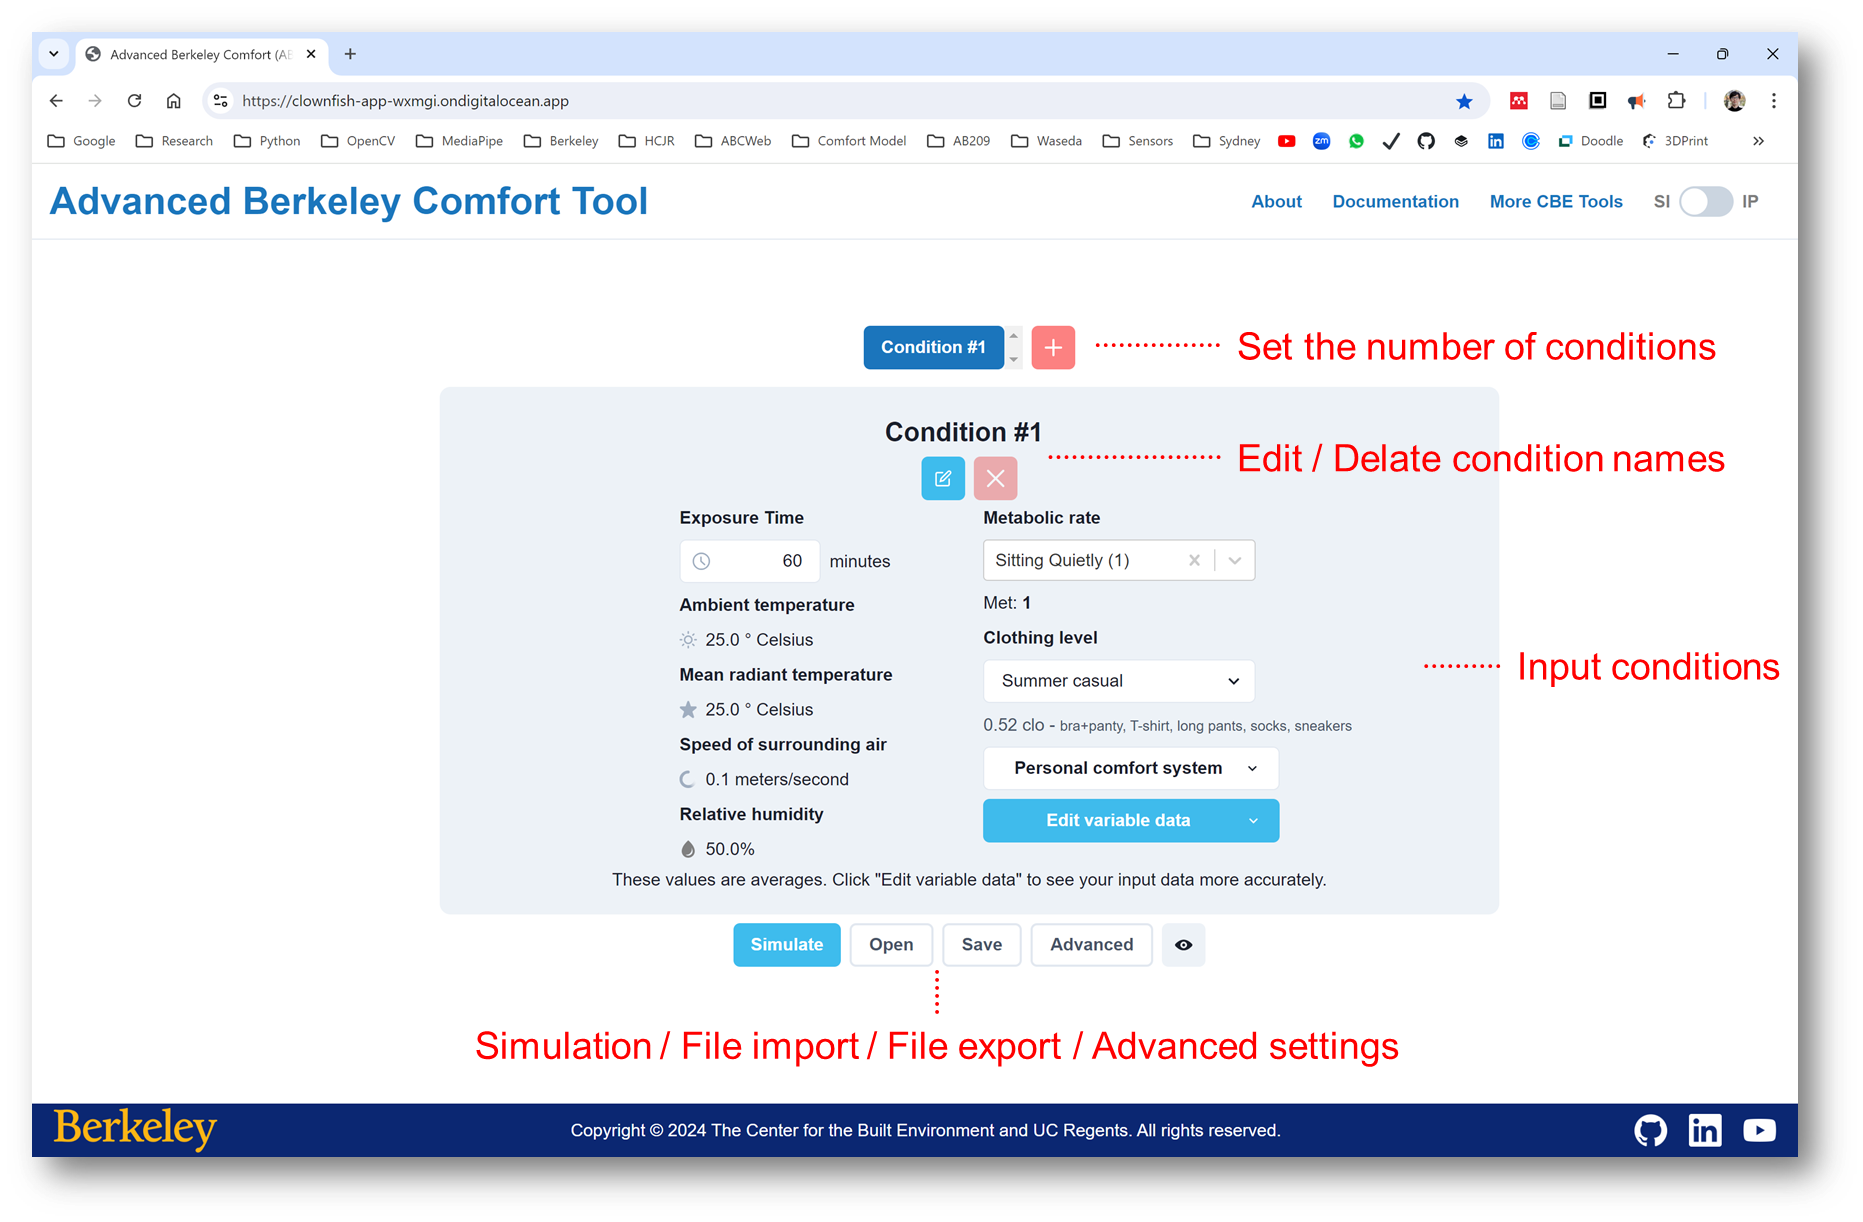 Advanced Berkeley Comfort (AB
https://clownfish-app-wxmgi.ondigitalocean.app
Google Research Python OpenCV MediaPipe Berkeley HCJR ABCWeb Comfort Model AB209 Waseda Sensors Sydney zm Doodle 3DPrint
Advanced Berkeley Comfort Tool
About Documentation More CBE Tools SI IP
Condition #1 + Set the number of conditions
Condition #1
Edit / Delate condition names
Exposure Time
60 minutes
Ambient temperature
25.0 ° Celsius
Mean radiant temperature
25.0 ° Celsius
Speed of surrounding air
0.1 meters/second
Relative humidity
50.0%
Metabolic rate
Sitting Quietly (1)
Met: 1
Clothing level
Summer casual
0.52 clo - bra+panty, T-shirt, long pants, socks, sneakers
Personal comfort system
Edit variable data
Input conditions
These values are averages. Click "Edit variable data" to see your input data more accurately.
Simulate Open Save Advanced
Simulation / File import / File export / Advanced settings
Berkeley
Copyright © 2024 The Center for the Built Environment and UC Regents. All rights reserved.
in